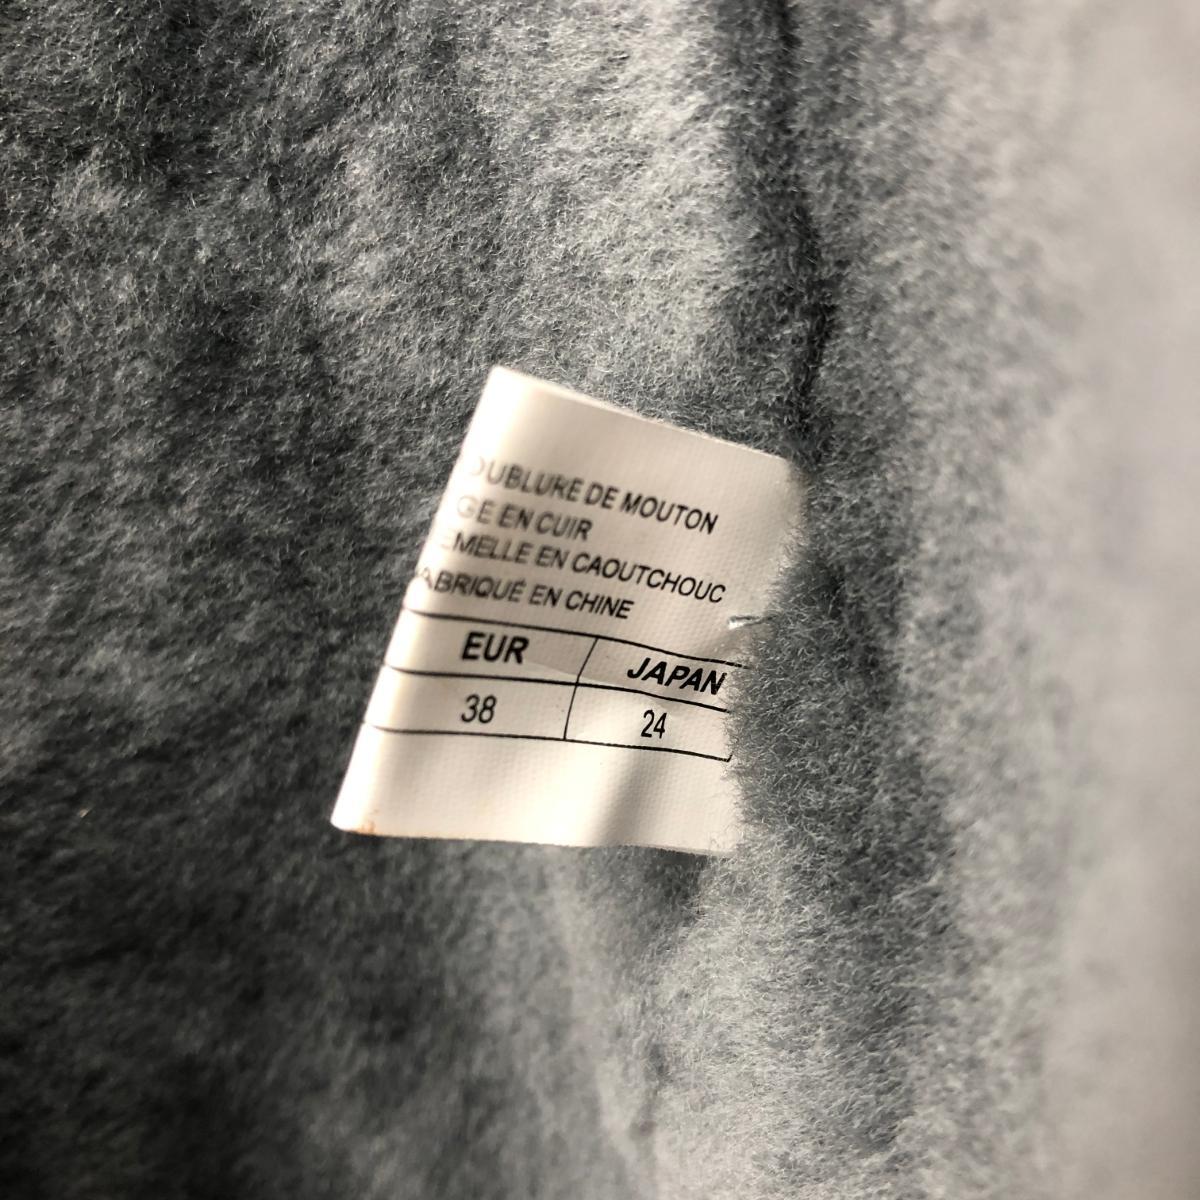 OUBLURE DE MOUTON
GE EN CUIR
EMELLE EN CAOUTCHOUC
ABRIQUÉ EN CHINE
EUR JAPAN
38 24